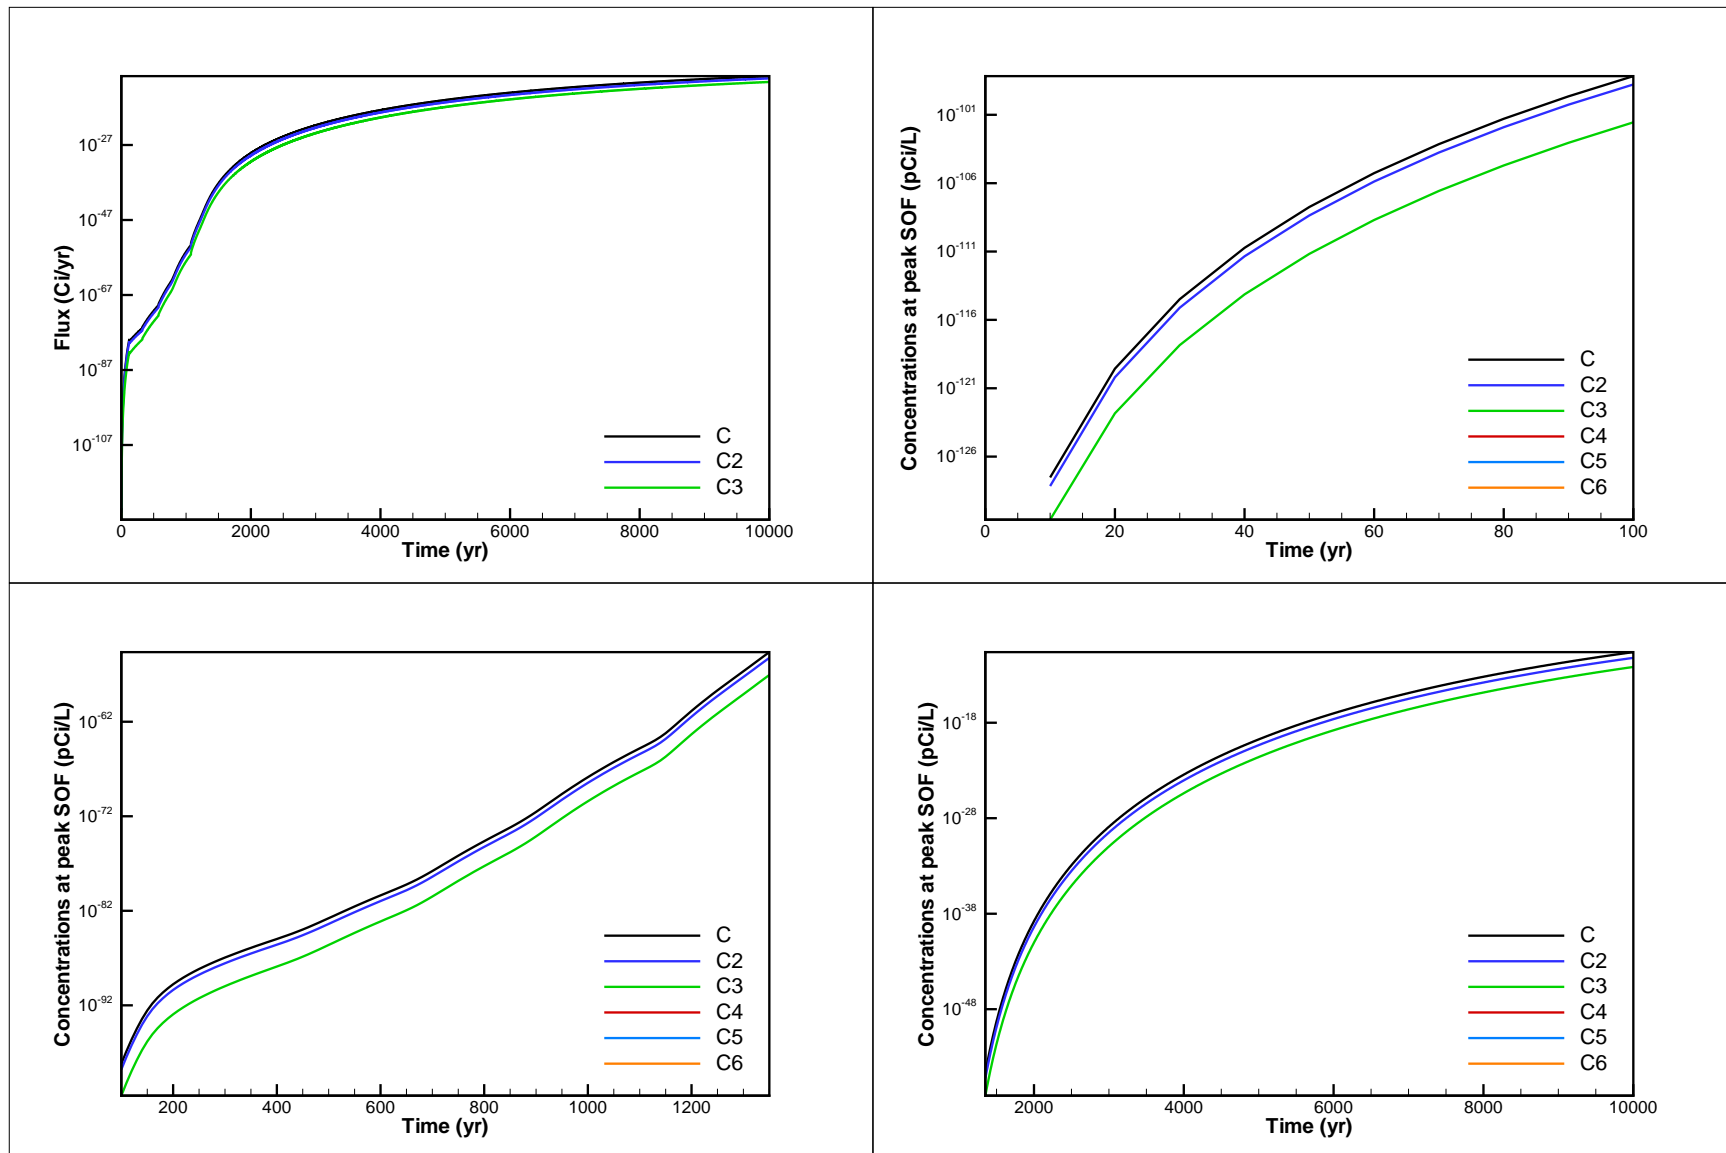 Flux (Ci/yr)
10^-27
10^-47
10^-67
10^-87
10^-107
C
C2
C3
0 2000 4000 6000 8000 10000
Time (yr)
Concentrations at peak SOF (pCi/L)
10^-101
10^-106
10^-111
10^-116
10^-121
10^-126
C
C2
C3
C4
C5
C6
0 20 40 60 80 100
Time (yr)
Concentrations at peak SOF (pCi/L)
10^-62
10^-72
10^-82
10^-92
C
C2
C3
C4
C5
C6
200 400 600 800 1000 1200
Time (yr)
Concentrations at peak SOF (pCi/L)
10^-18
10^-28
10^-38
10^-48
C
C2
C3
C4
C5
C6
2000 4000 6000 8000 10000
Time (yr)